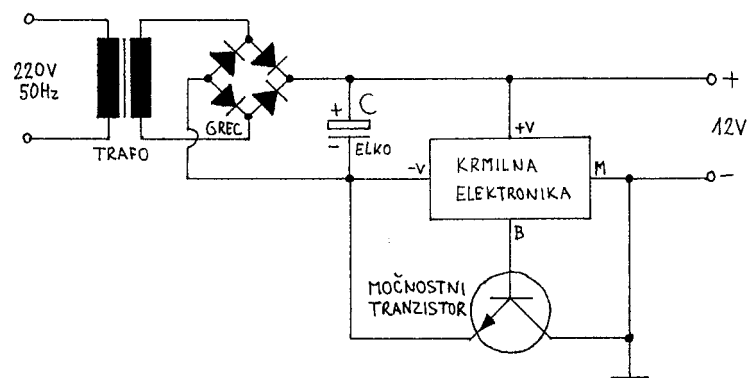 220V
50Hz
TRAFO
GREC
+ C
- ELKO
+V
-V
KRMILNA
ELEKTRONIKA
M
B
+
12V
-
MOČNOSTNI
TRANZISTOR